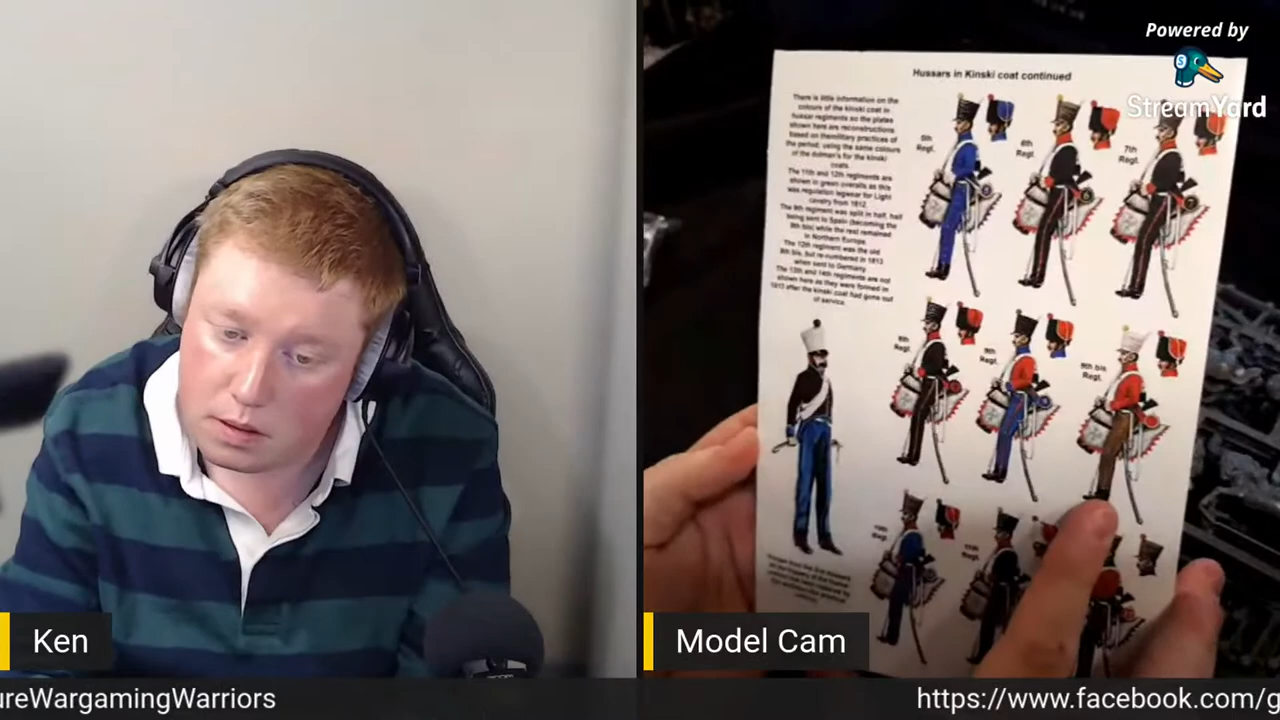 Powered by
StreamYard
Hussars in Kinski coat continued
There is little information on the
colours of the kinski coat in
hussar regiments so the plates
shown here are reconstructions
based on themilitary practices of
the period; using the same colours
of the dolman's for the kinski
coats.
The 11th and 12th regiments are
shown in green overalls as this
was regulation legwear for Light
cavalry from 1812.
The 9th regiment was split in half, half
being sent to Spain (becoming the
9th bis) while the rest remained
in Northern Europe.
The 12th regiment was the old
9th bis, but re-numbered in 1813
when sent to Germany
The 13th and 14th regiments are not
shown here as they were formed in
1813 after the kinski coat had gone out
of service.
5th
Regt.
6th
Regt.
7th
Regt.
8th
Regt.
9th
Regt.
9th bis
Regt.
10th
Regt.
11th
Regt.
Ken
Model Cam
ureWargamingWarriors
https://www.facebook.com/g